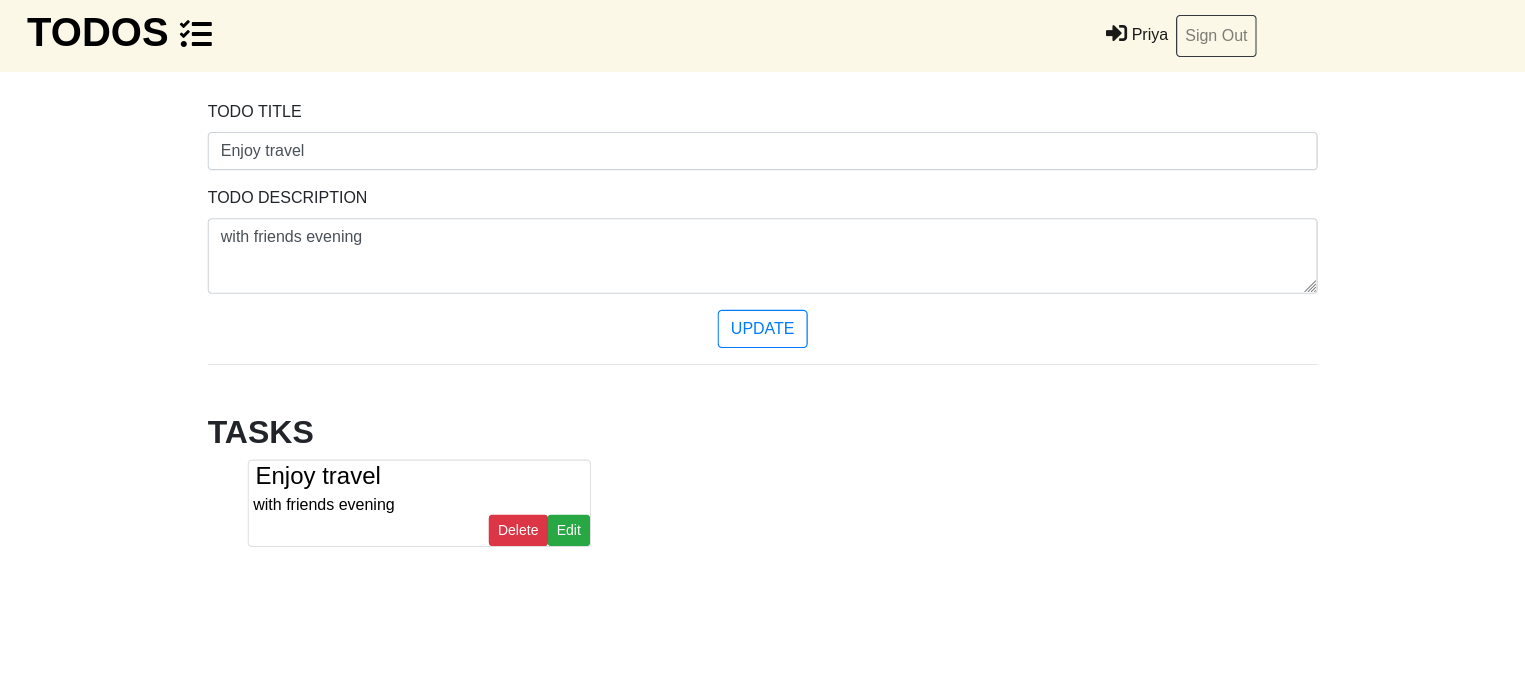 TODOS
Priya
Sign Out
TODO TITLE
Enjoy travel
TODO DESCRIPTION
with friends evening
UPDATE
TASKS
Enjoy travel
with friends evening
Delete
Edit